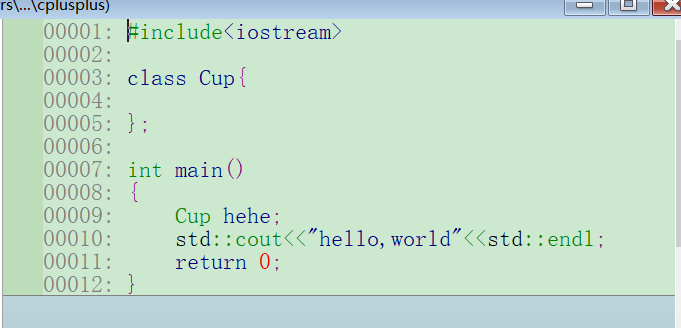 rs\...\cplusplus)
00001: #include<iostream>
00002:
00003: class Cup{
00004:
00005: };
00006:
00007: int main()
00008: {
00009:     Cup hehe;
00010:     std::cout<<"hello,world"<<std::endl;
00011:     return 0;
00012: }